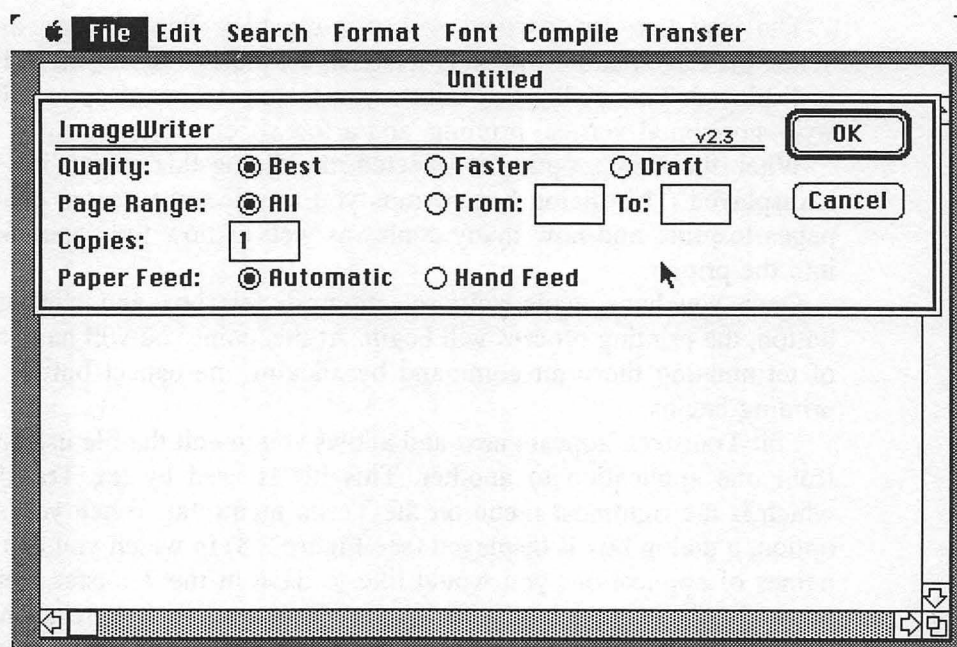 File Edit Search Format Font Compile Transfer
Untitled
ImageWriter v2.3 OK
Quality: Best Faster Draft
Page Range: All From: To: Cancel
Copies:
Paper Feed: Automatic Hand Feed